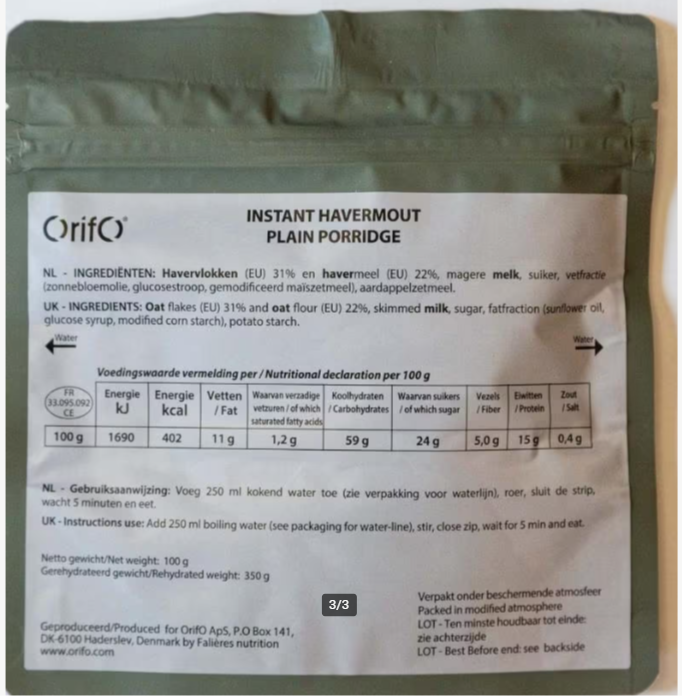 OrifO®
INSTANT HAVERMOUT
PLAIN PORRIDGE
NL - INGREDIËNTEN: Havervlokken (EU) 31% en havermeel (EU) 22%, magere melk, suiker, vetfractie
(zonnebloemolie, glucosestroop, gemodificeerd maïszetmeel), aardappelzetmeel.
UK - INGREDIENTS: Oat flakes (EU) 31% and oat flour (EU) 22%, skimmed milk, sugar, fatfraction (sunflower oil,
glucose syrup, modified corn starch), potato starch.
Water Water
Voedingswaarde vermelding per / Nutritional declaration per 100 g
FR
33.095.092
CE
Energie
kJ
Energie
kcal
Vetten
/ Fat
Waarvan verzadige
vetzuren / of which
saturated fatty acids
Koolhydraten
/ Carbohydrates
Waarvan suikers
/ of which sugar
Vezels
/ Fiber
Eiwitten
/ Protein
Zout
/ Salt
100 g 1690 402 11 g 1,2 g 59 g 24 g 5,0 g 15 g 0,4 g
NL - Gebruiksaanwijzing: Voeg 250 ml kokend water toe (zie verpakking voor waterlijn), roer, sluit de strip,
wacht 5 minuten en eet.
UK - Instructions use: Add 250 ml boiling water (see packaging for water-line), stir, close zip, wait for 5 min and eat.
Netto gewicht/Net weight: 100 g
Gerehydrateerd gewicht/Rehydrated weight: 350 g
3/3
Geproduceerd/Produced for OrifO ApS, P.O Box 141,
DK-6100 Haderslev, Denmark by Falières nutrition
www.orifo.com
Verpakt onder beschermende atmosfeer
Packed in modified atmosphere
LOT - Ten minste houdbaar tot einde:
zie achterzijde
LOT - Best Before end: see backside